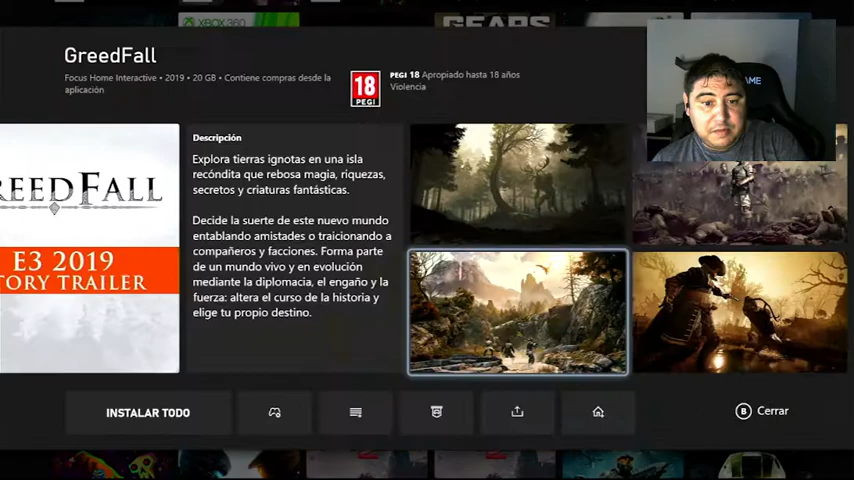 XBOX 360
GEARS
GreedFall
Focus Home Interactive • 2019 • 20 GB • Contiene compras desde la
aplicación
18
PEGI
PEGI 18 Apropiado hasta 18 años
Violencia
REEDFALL
E3 2019
TORY TRAILER
Descripción
Explora tierras ignotas en una isla
recóndita que rebosa magia, riquezas,
secretos y criaturas fantásticas.
Decide la suerte de este nuevo mundo
entablando amistades o traicionando a
compañeros y facciones. Forma parte
de un mundo vivo y en evolución
mediante la diplomacia, el engaño y la
fuerza: altera el curso de la historia y
elige tu propio destino.
INSTALAR TODO
B Cerrar